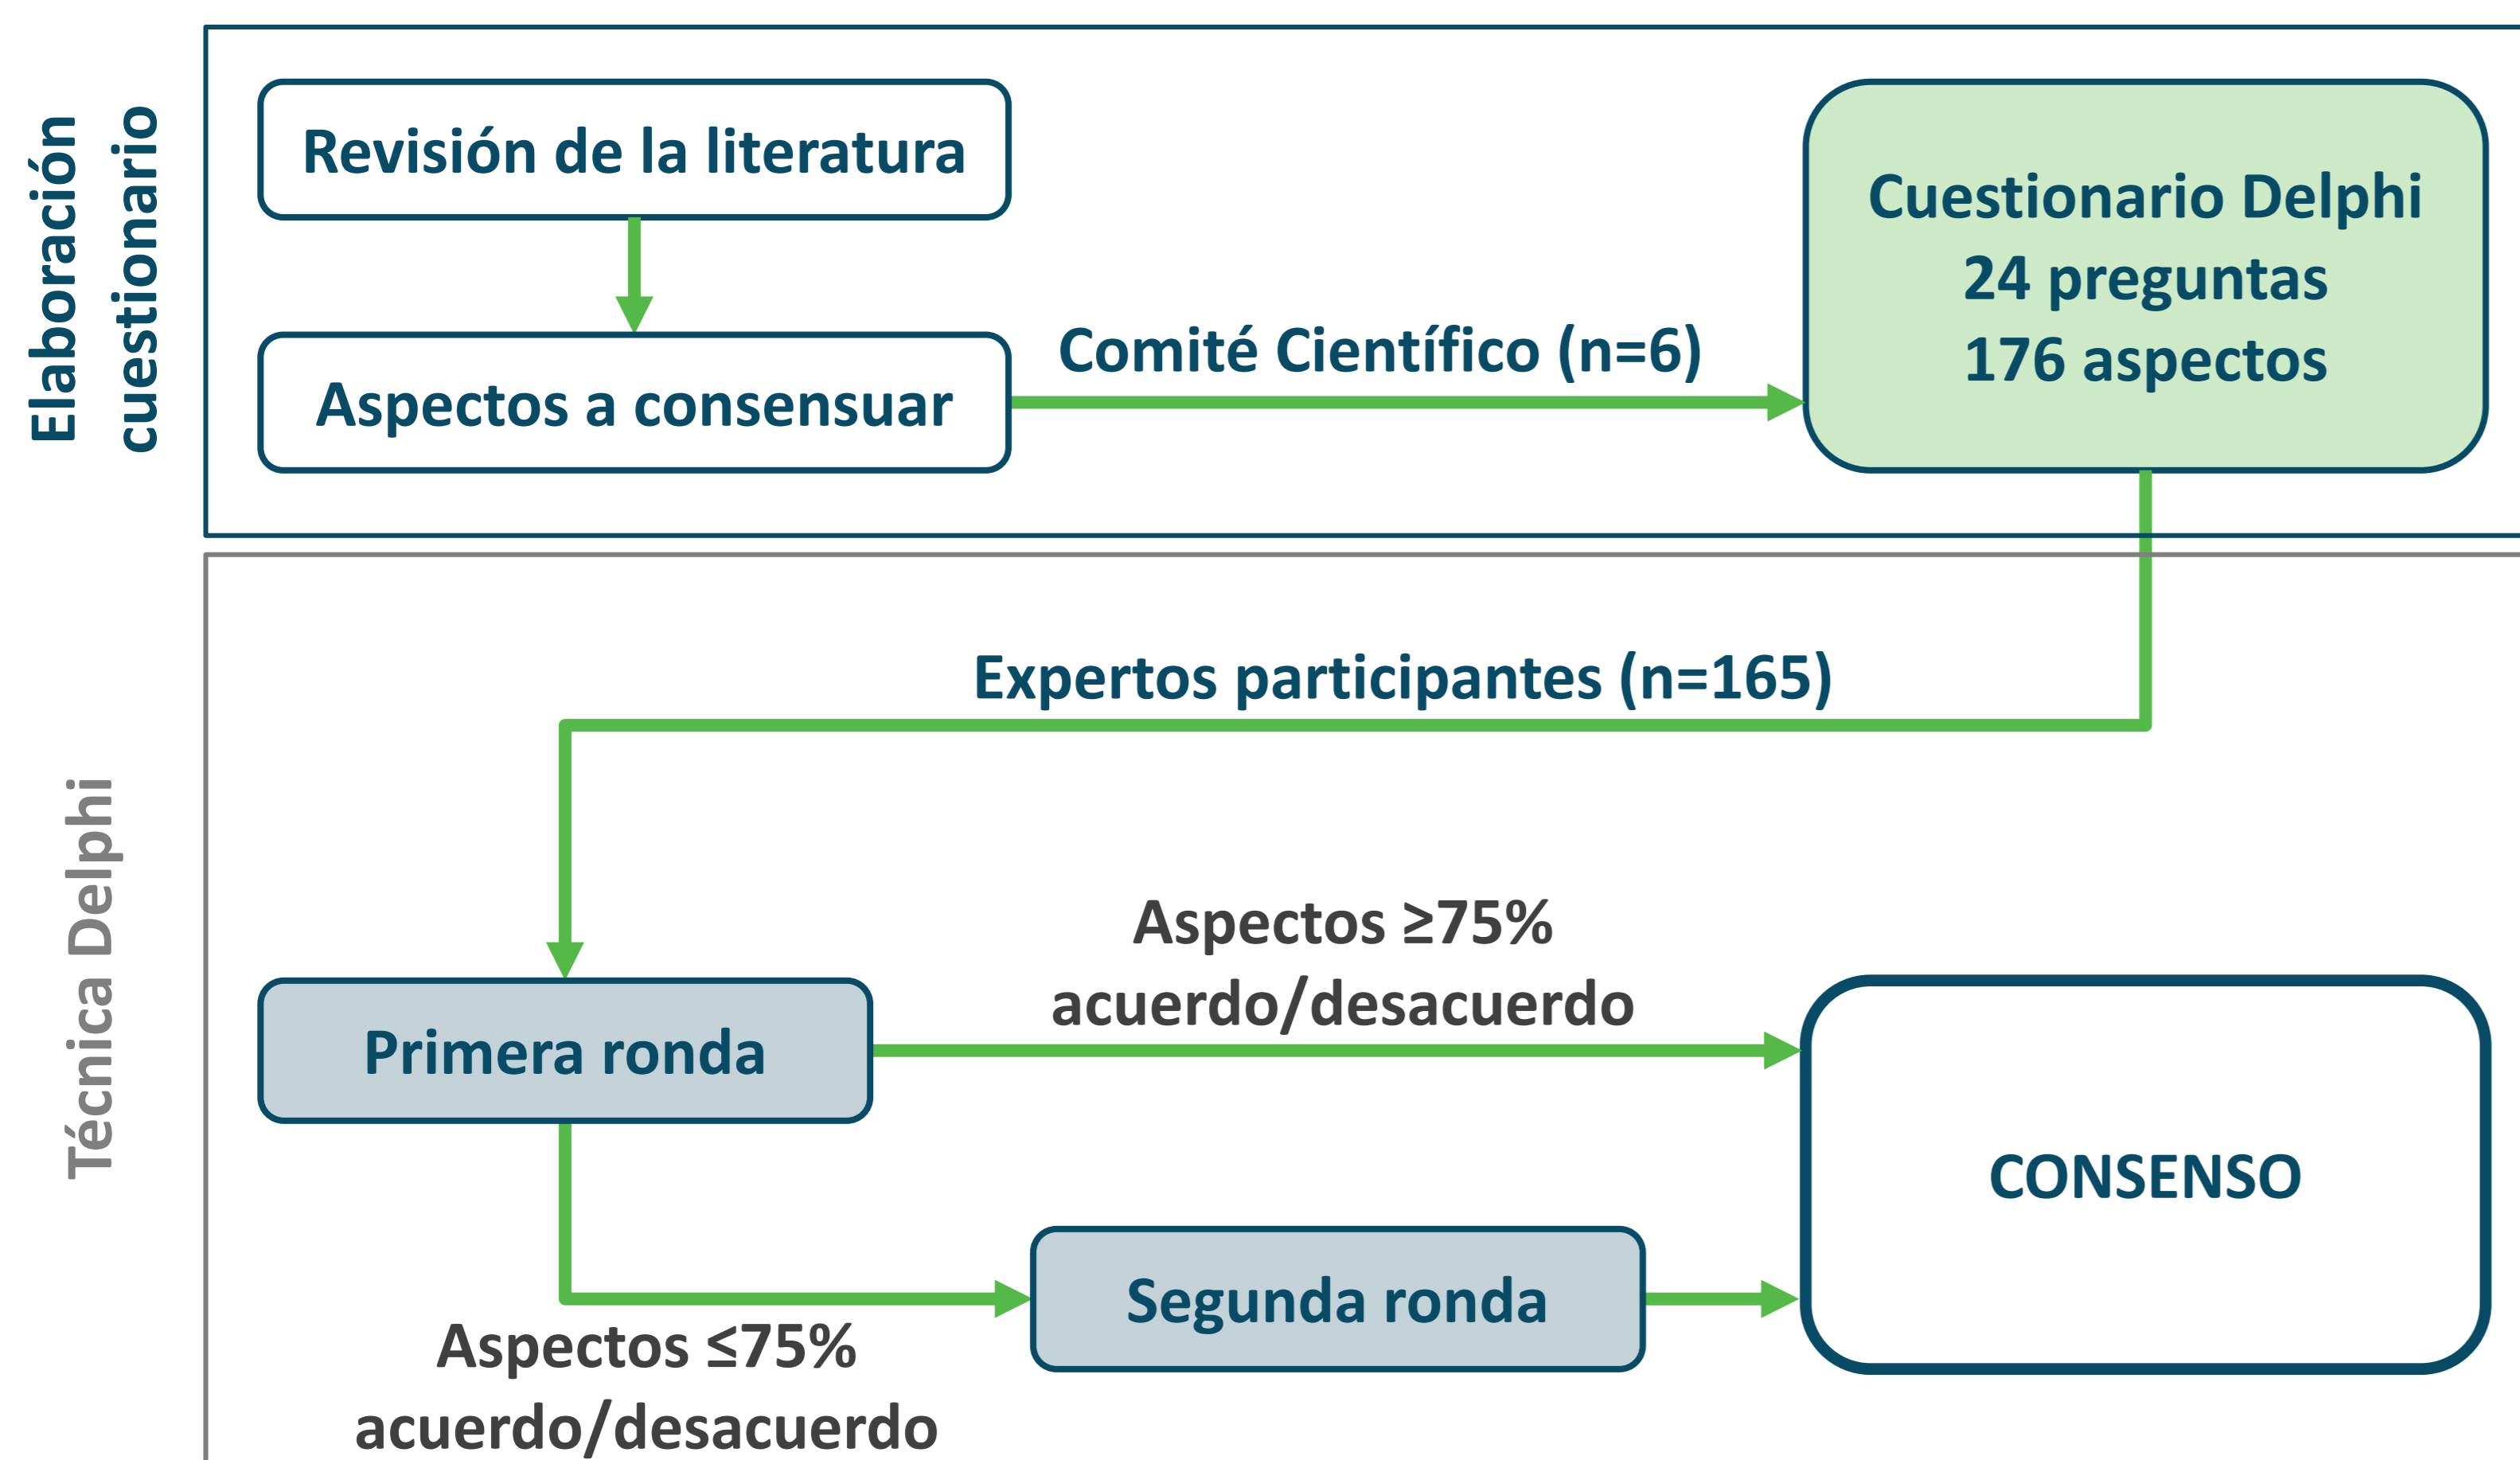 Elaboración
cuestionario
Revisión de la literatura
Aspectos a consensuar
Comité Científico (n=6)
Cuestionario Delphi
24 preguntas
176 aspectos
Técnica Delphi
Expertos participantes (n=165)
Primera ronda
Aspectos ≥75%
acuerdo/desacuerdo
Aspectos ≤75%
acuerdo/desacuerdo
Segunda ronda
CONSENSO